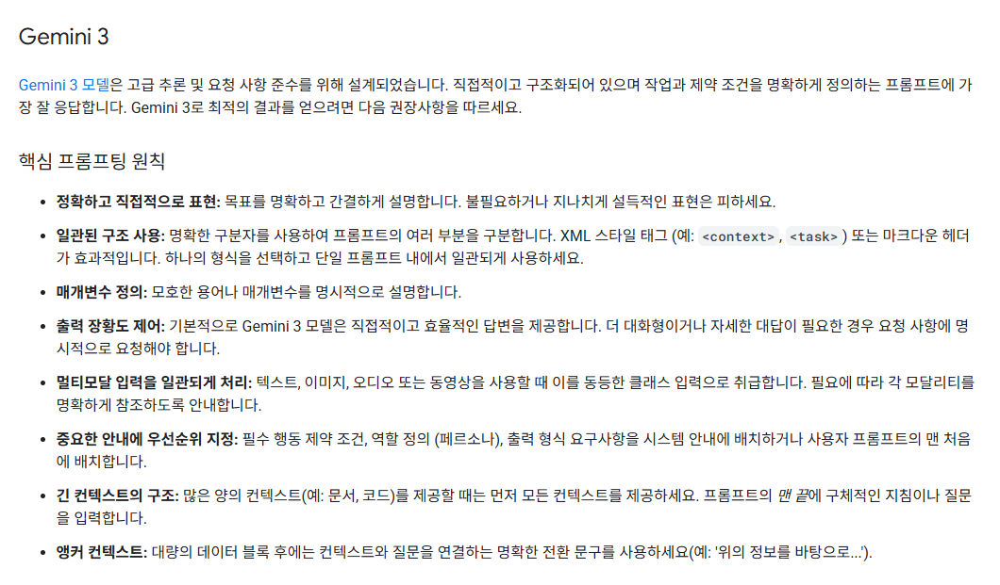 Gemini 3
Gemini 3 모델은 고급 추론 및 요청 사항 준수를 위해 설계되었습니다. 직접적이고 구조화되어 있으며 작업과 제약 조건을 명확하게 정의하는 프롬프트에 가
장 잘 응답합니다. Gemini 3로 최적의 결과를 얻으려면 다음 권장사항을 따르세요.
핵심 프롬프팅 원칙
• 정확하고 직접적으로 표현: 목표를 명확하고 간결하게 설명합니다. 불필요하거나 지나치게 설득적인 표현은 피하세요.
• 일관된 구조 사용: 명확한 구분자를 사용하여 프롬프트의 여러 부분을 구분합니다. XML 스타일 태그 (예: <context>, <task>) 또는 마크다운 헤더
가 효과적입니다. 하나의 형식을 선택하고 단일 프롬프트 내에서 일관되게 사용하세요.
• 매개변수 정의: 모호한 용어나 매개변수를 명시적으로 설명합니다.
• 출력 장황도 제어: 기본적으로 Gemini 3 모델은 직접적이고 효율적인 답변을 제공합니다. 더 대화형이거나 자세한 대답이 필요한 경우 요청 사항에 명
시적으로 요청해야 합니다.
• 멀티모달 입력을 일관되게 처리: 텍스트, 이미지, 오디오 또는 동영상을 사용할 때 이를 동등한 클래스 입력으로 취급합니다. 필요에 따라 각 모달리티를
명확하게 참조하도록 안내합니다.
• 중요한 안내에 우선순위 지정: 필수 행동 제약 조건, 역할 정의 (페르소나), 출력 형식 요구사항을 시스템 안내에 배치하거나 사용자 프롬프트의 맨 처음
에 배치합니다.
• 긴 컨텍스트의 구조: 많은 양의 컨텍스트(예: 문서, 코드)를 제공할 때는 먼저 모든 컨텍스트를 제공하세요. 프롬프트의 맨 끝에 구체적인 지침이나 질문
을 입력합니다.
• 앵커 컨텍스트: 대량의 데이터 블록 후에는 컨텍스트와 질문을 연결하는 명확한 전환 문구를 사용하세요(예: '위의 정보를 바탕으로...').